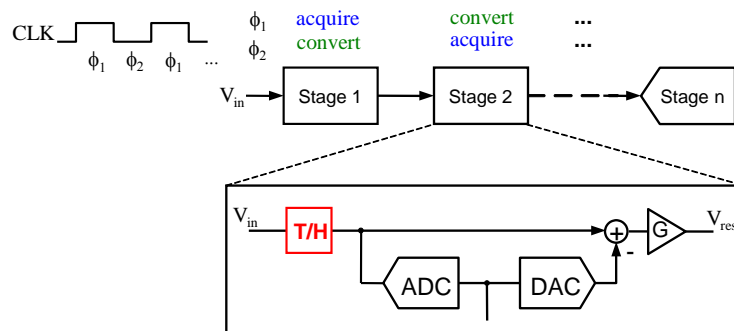 CLK
ϕ1 ϕ2 ϕ1 ...
ϕ1 acquire convert ...
ϕ2 convert acquire ...
Vin Stage 1 Stage 2 Stage n
Vin T/H + G Vres
-
ADC DAC